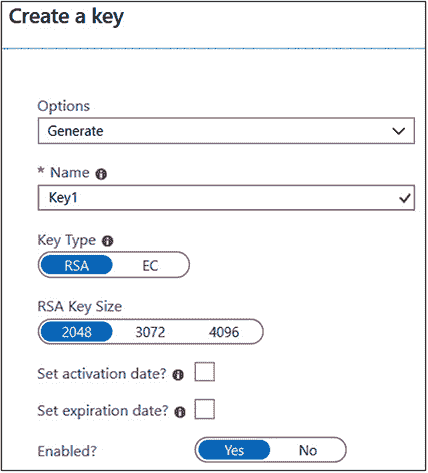 Create a key
Options
Generate
* Name
Key1
Key Type
RSA EC
RSA Key Size
2048 3072 4096
Set activation date?
Set expiration date?
Enabled? Yes No